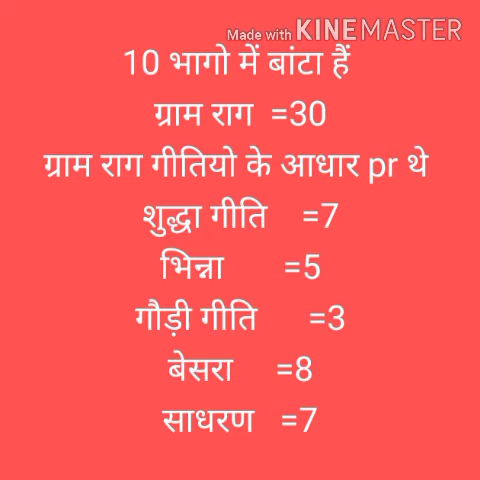 Made with KINEMASTER
10 भागो में बांटा हैं
ग्राम राग =30
ग्राम राग गीतियो के आधार pr थे
शुद्धा गीति =7
भिन्ना =5
गौड़ी गीति =3
बेसरा =8
साधरण =7